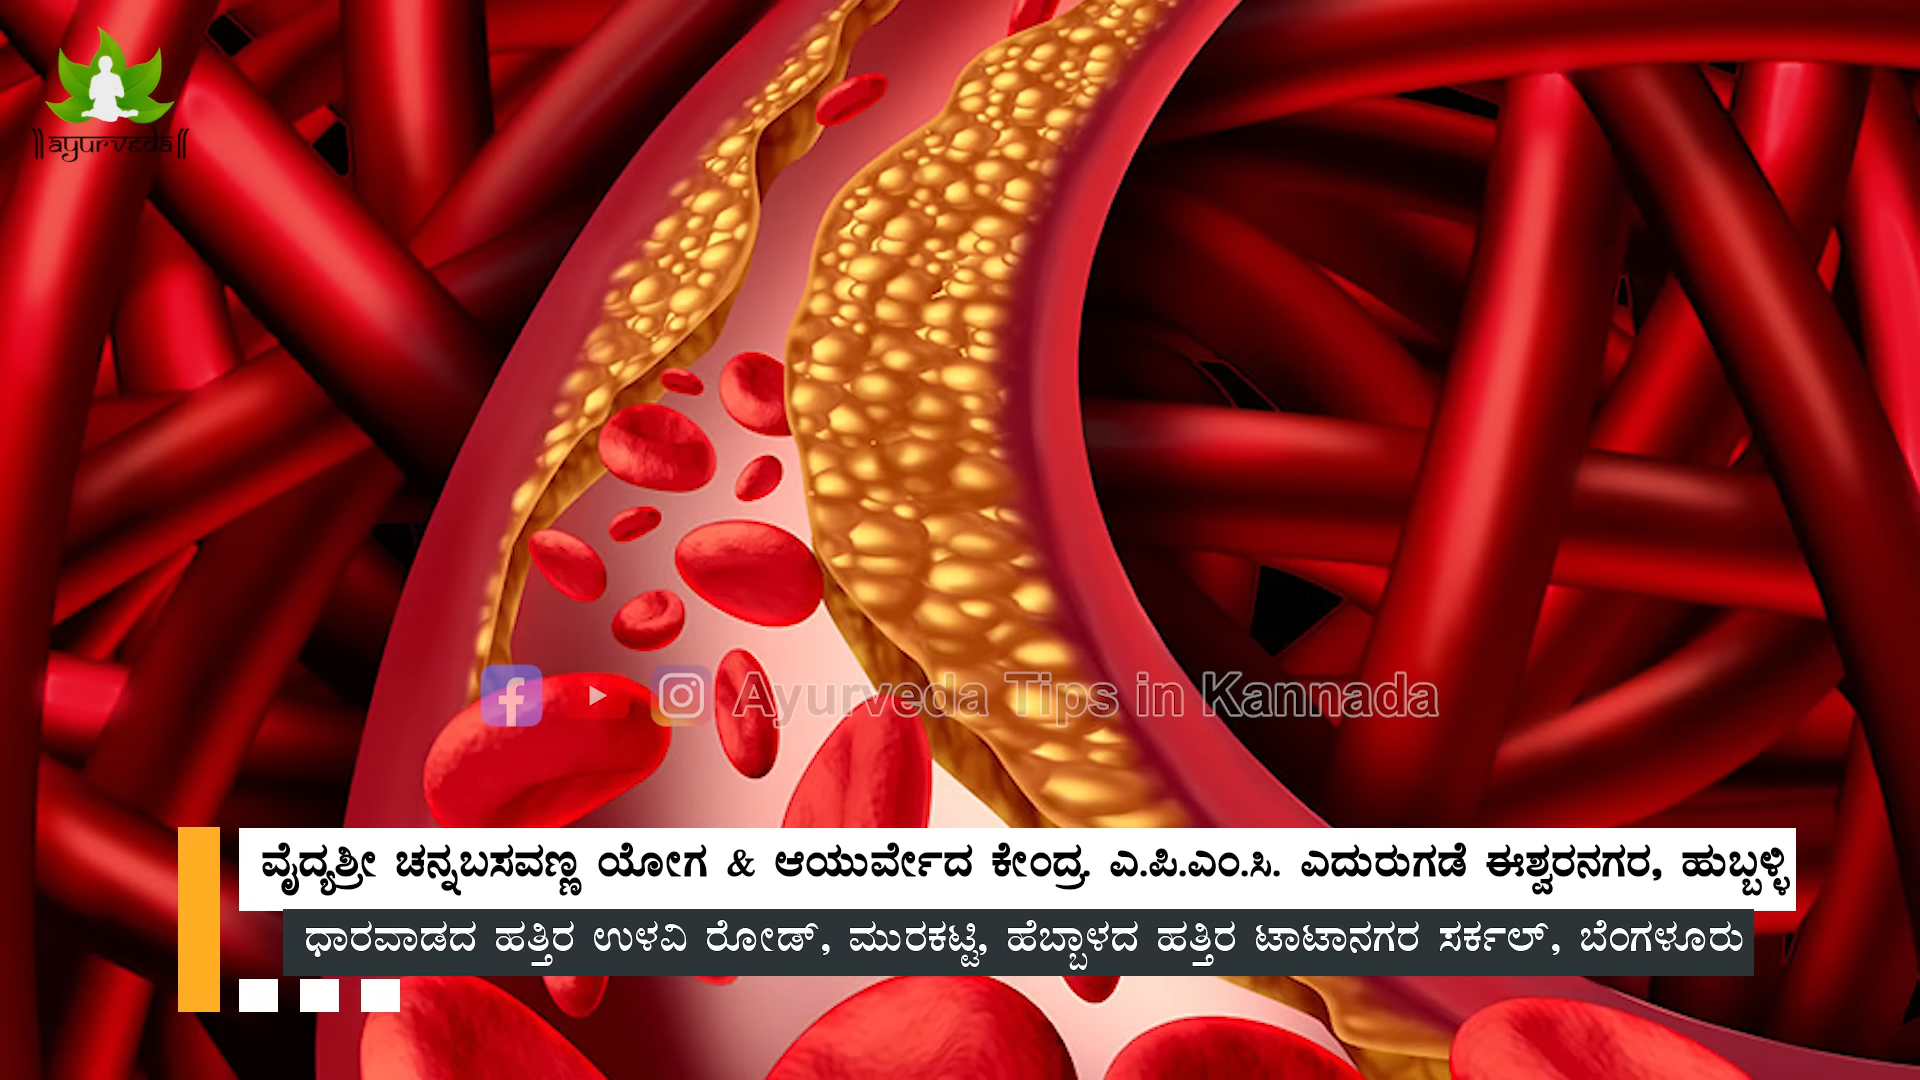 ||ayurveda||
Ayurveda Tips in Kannada
ವೈದ್ಯಶ್ರೀ ಚನ್ನಬಸವಣ್ಣ ಯೋಗ & ಆಯುರ್ವೇದ ಕೇಂದ್ರ. ಎ.ಪಿ.ಎಂ.ಸಿ. ಎದುರುಗಡೆ ಈಶ್ವರನಗರ, ಹುಬ್ಬಳ್ಳಿ
ಧಾರವಾಡದ ಹತ್ತಿರ ಉಳವಿ ರೋಡ್, ಮುರಕಟ್ಟಿ, ಹೆಬ್ಬಾಳದ ಹತ್ತಿರ ಟಾಟಾನಗರ ಸರ್ಕಲ್, ಬೆಂಗಳೂರು